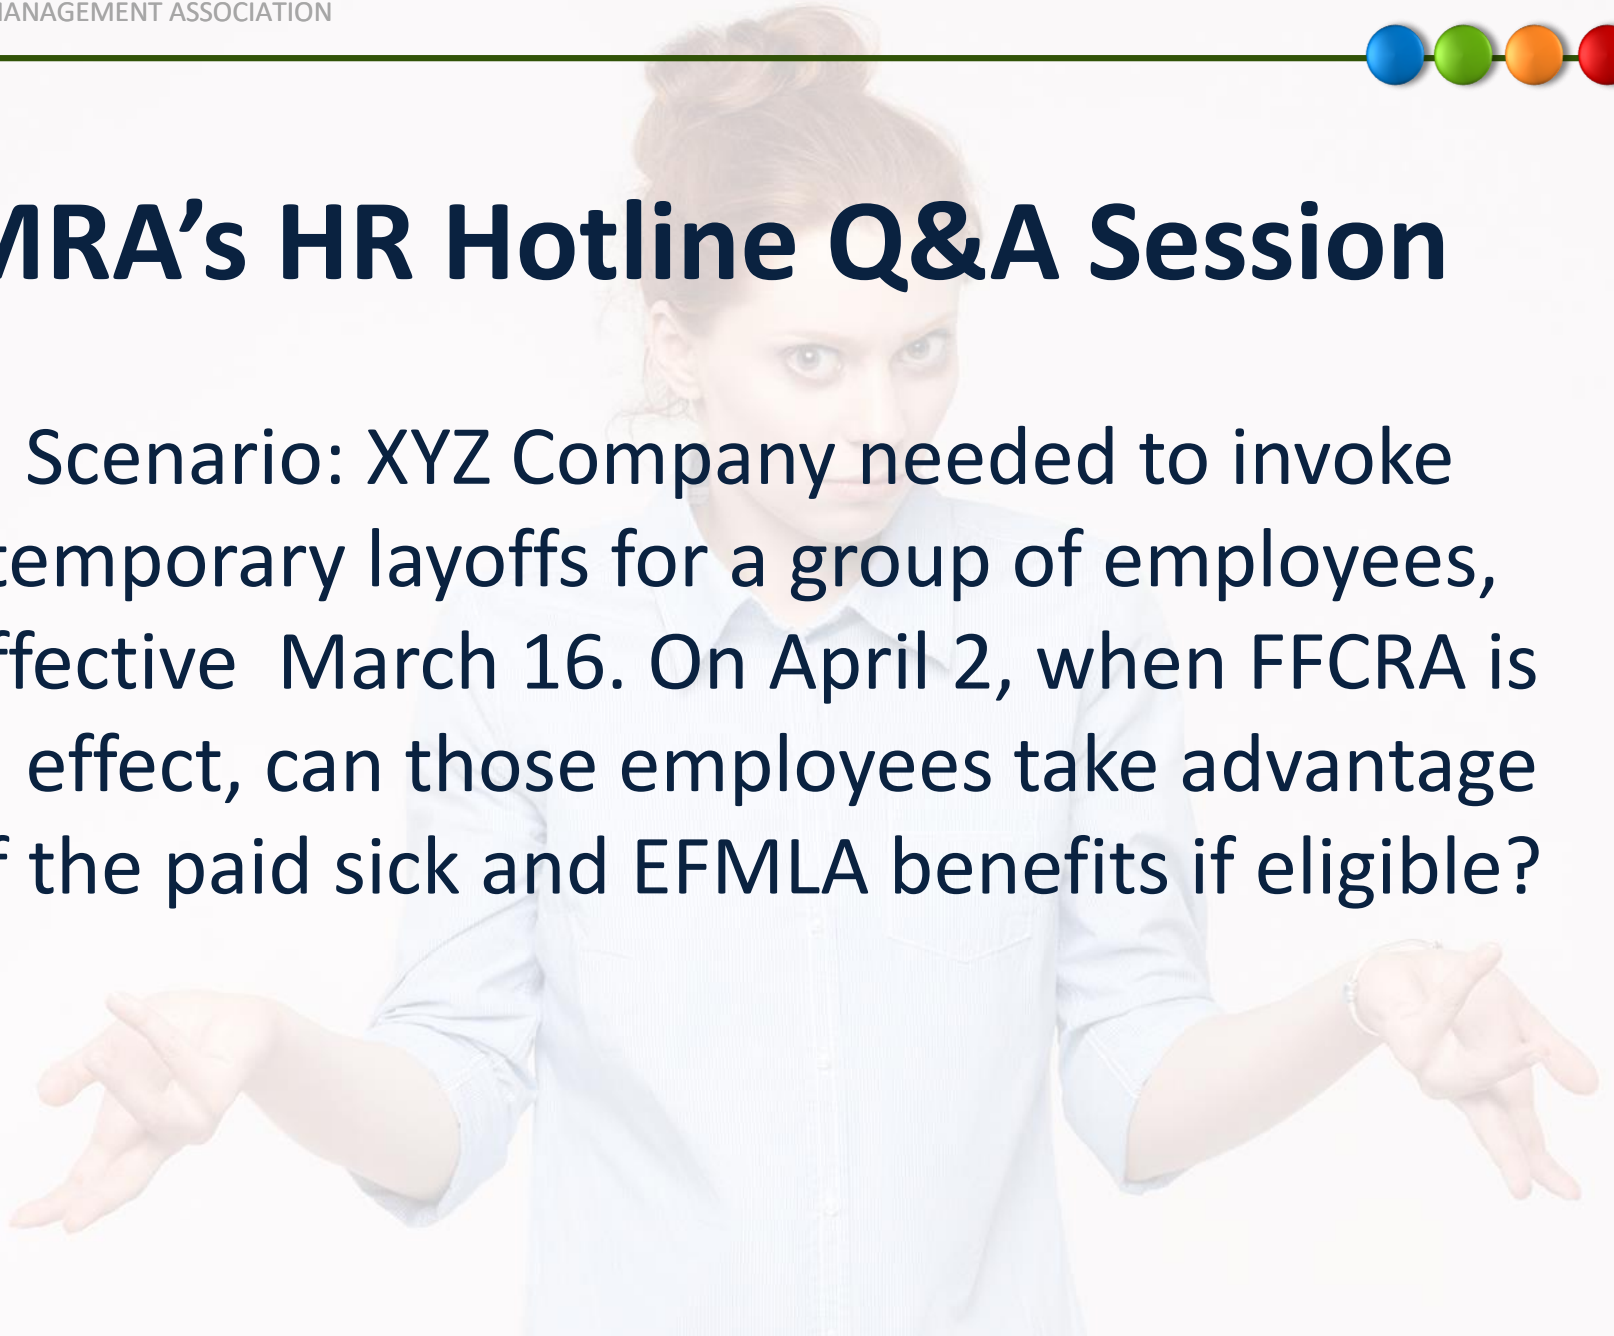 MANAGEMENT ASSOCIATION
MRA’s HR Hotline Q&A Session
Scenario: XYZ Company needed to invoke
temporary layoffs for a group of employees,
ffective  March 16. On April 2, when FFCRA is
effect, can those employees take advantage
f the paid sick and EFMLA benefits if eligible?